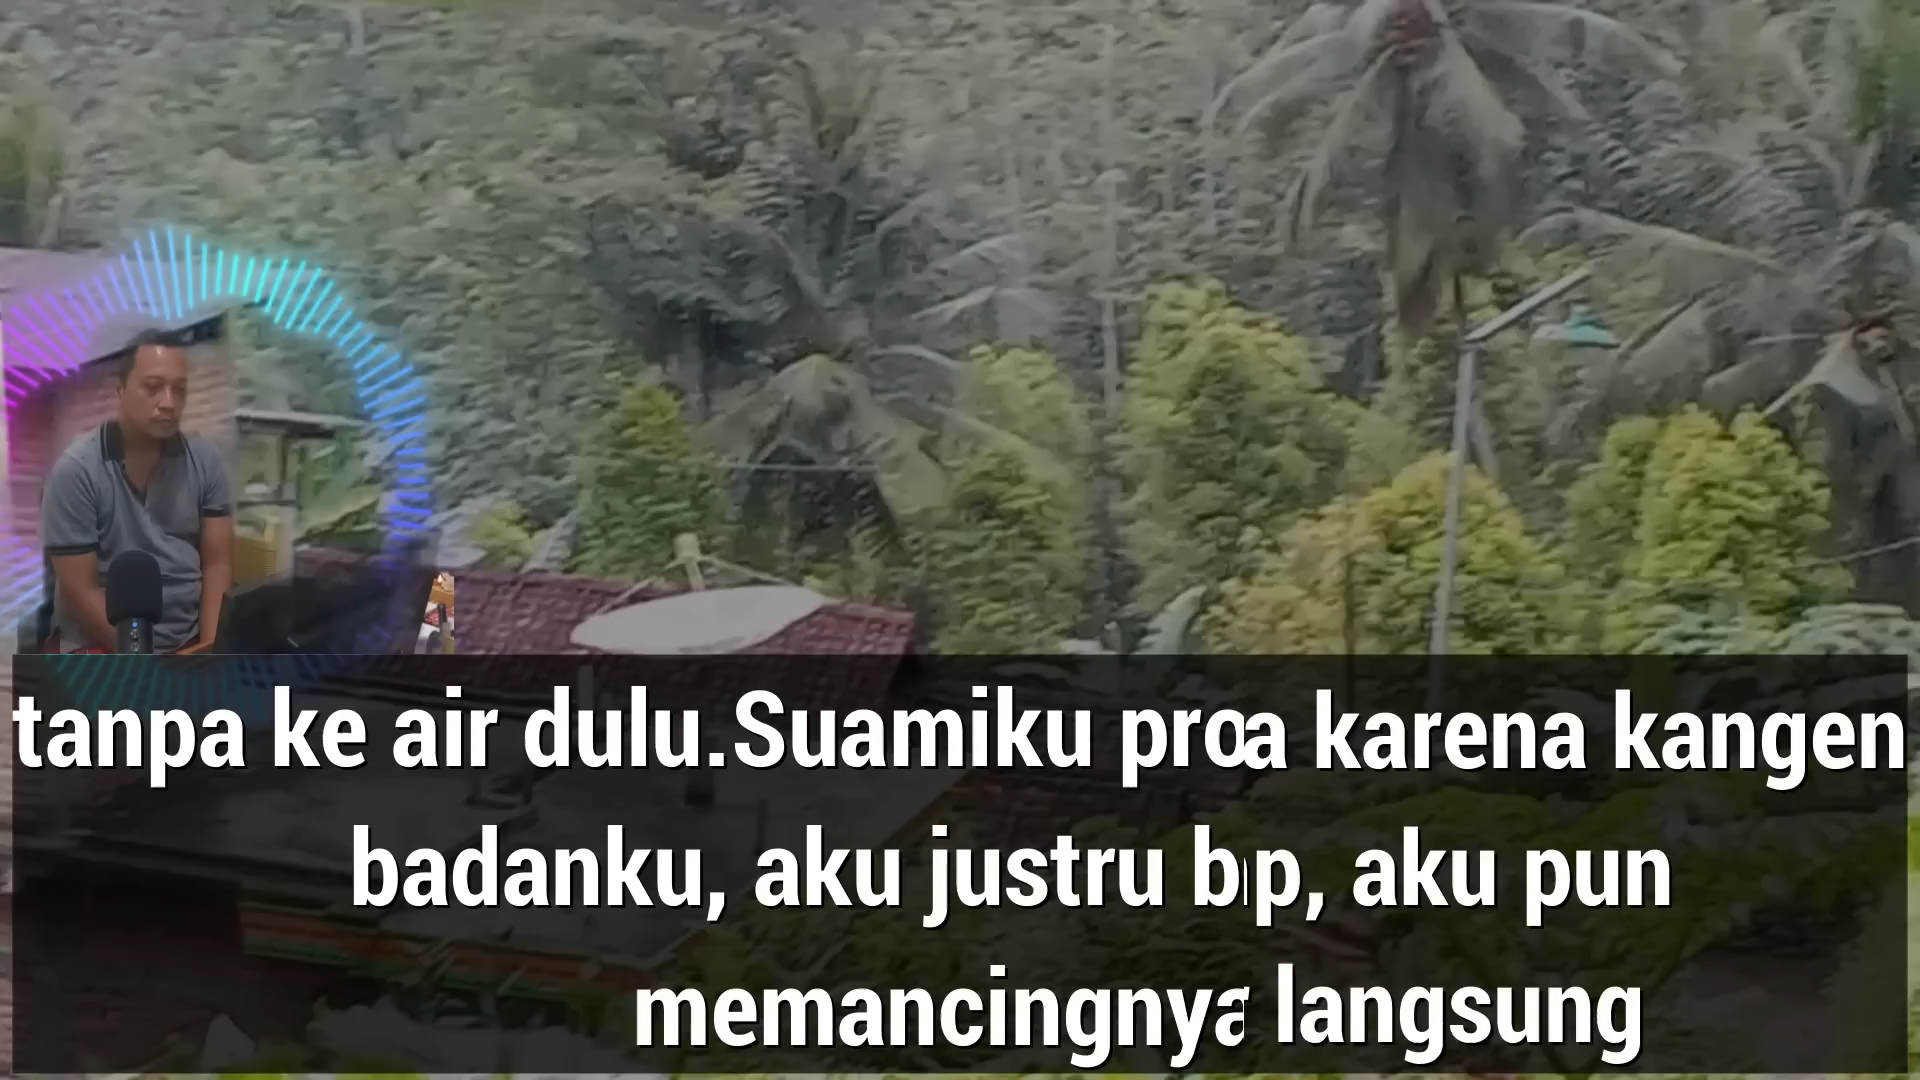 tanpa ke air dulu.Suamiku karena kangen
badanku, aku justru aku pun
memancingnya langsung